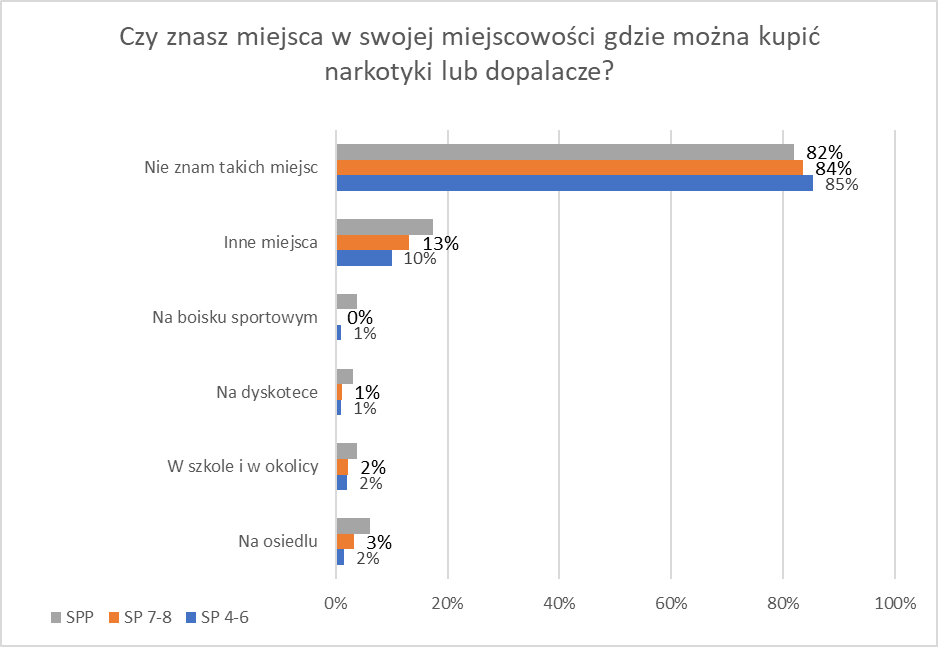 Czy znasz miejsca w swojej miejscowości gdzie można kupić
narkotyki lub dopalacze?
Nie znam takich miejsc
82%
84%
85%
Inne miejsca
13%
10%
Na boisku sportowym
0%
1%
Na dyskotece
1%
1%
W szkole i w okolicy
2%
2%
Na osiedlu
3%
2%
0% 20% 40% 60% 80% 100%
SPP SP 7-8 SP 4-6